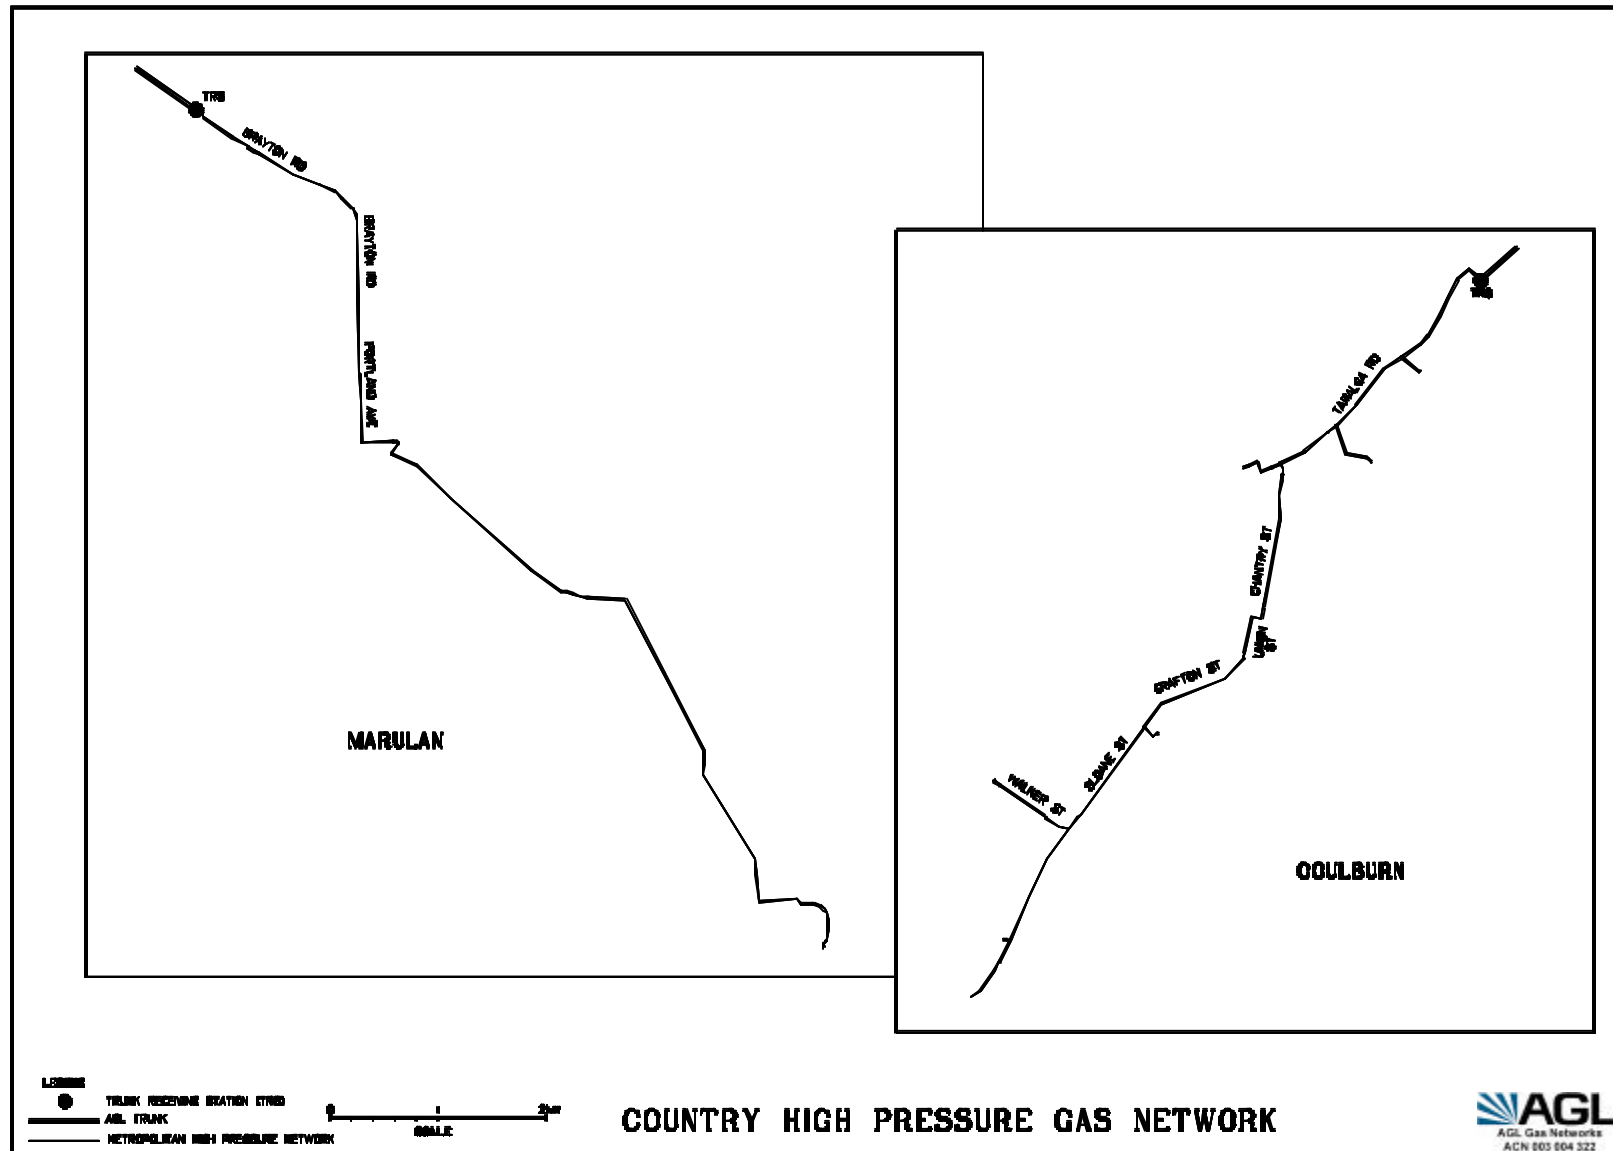 TRS
BRAYTON RD
BRAYTON RD
PORTLAND AVE
MARULAN
TRS
TARALGA RD
CHANTRY ST
UNION ST
GRAFTON ST
SLOANE ST
WALKER ST
GOULBURN
LEGEND
TRUNK RECEIVING STATION (TRS)
AGL TRUNK
METROPOLITAN HIGH PRESSURE NETWORK
0 1 2km
SCALE
COUNTRY HIGH PRESSURE GAS NETWORK
AGL
AGL Gas Networks
ACN 003 004 322